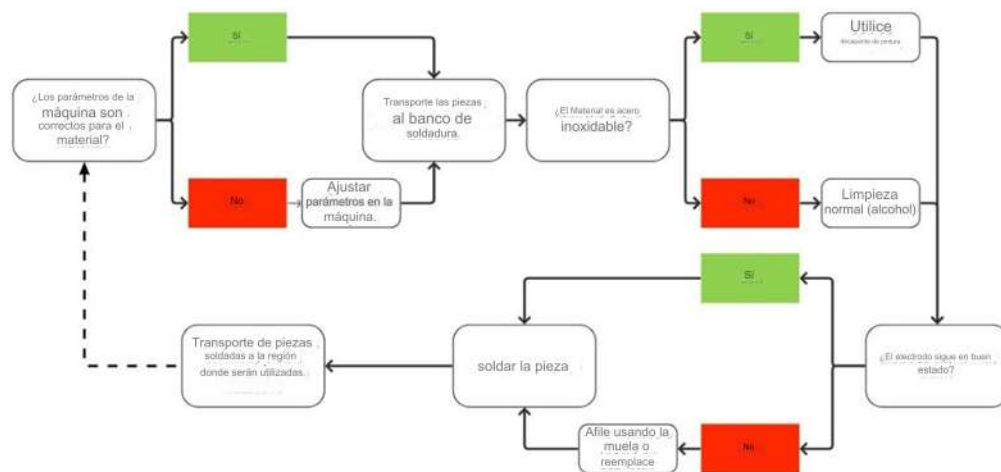 ¿Los parámetros de la
máquina son
correctos para el
material?
Sí
No
Ajustar
parámetros en la
máquina.
Transporte las piezas
al banco de
soldadura.
¿El Material es acero
inoxidable?
Sí
Utilice
decapante de pintura
No
Limpieza
normal (alcohol)
¿El electrodo sigue en buen
estado?
Sí
No
Afile usando la
muela o
reemplace
soldar la pieza
Transporte de piezas
soldadas a la región
donde serán utilizadas.